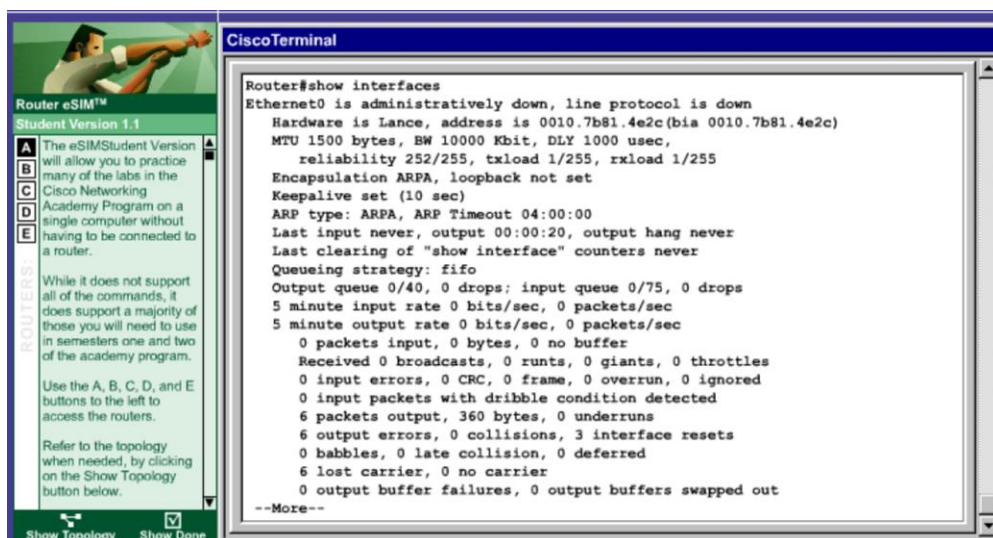 Router eSIM™
Student Version 1.1
A
B
C
D
E
ROUTERS:
The eSIMStudent Version
will allow you to practice
many of the labs in the
Cisco Networking
Academy Program on a
single computer without
having to be connected to
a router.
While it does not support
all of the commands, it
does support a majority of
those you will need to use
in semesters one and two
of the academy program.
Use the A, B, C, D, and E
buttons to the left to
access the routers.
Refer to the topology
when needed, by clicking
on the Show Topology
button below.
Show Topology Show Done
CiscoTerminal
Router#show interfaces
Ethernet0 is administratively down, line protocol is down
Hardware is Lance, address is 0010.7b81.4e2c(bia 0010.7b81.4e2c)
MTU 1500 bytes, BW 10000 Kbit, DLY 1000 usec,
reliability 252/255, txload 1/255, rxload 1/255
Encapsulation ARPA, loopback not set
Keepalive set (10 sec)
ARP type: ARPA, ARP Timeout 04:00:00
Last input never, output 00:00:20, output hang never
Last clearing of "show interface" counters never
Queueing strategy: fifo
Output queue 0/40, 0 drops; input queue 0/75, 0 drops
5 minute input rate 0 bits/sec, 0 packets/sec
5 minute output rate 0 bits/sec, 0 packets/sec
0 packets input, 0 bytes, 0 no buffer
Received 0 broadcasts, 0 runts, 0 giants, 0 throttles
0 input errors, 0 CRC, 0 frame, 0 overrun, 0 ignored
0 input packets with dribble condition detected
6 packets output, 360 bytes, 0 underruns
6 output errors, 0 collisions, 3 interface resets
0 babbles, 0 late collision, 0 deferred
6 lost carrier, 0 no carrier
0 output buffer failures, 0 output buffers swapped out
--More--